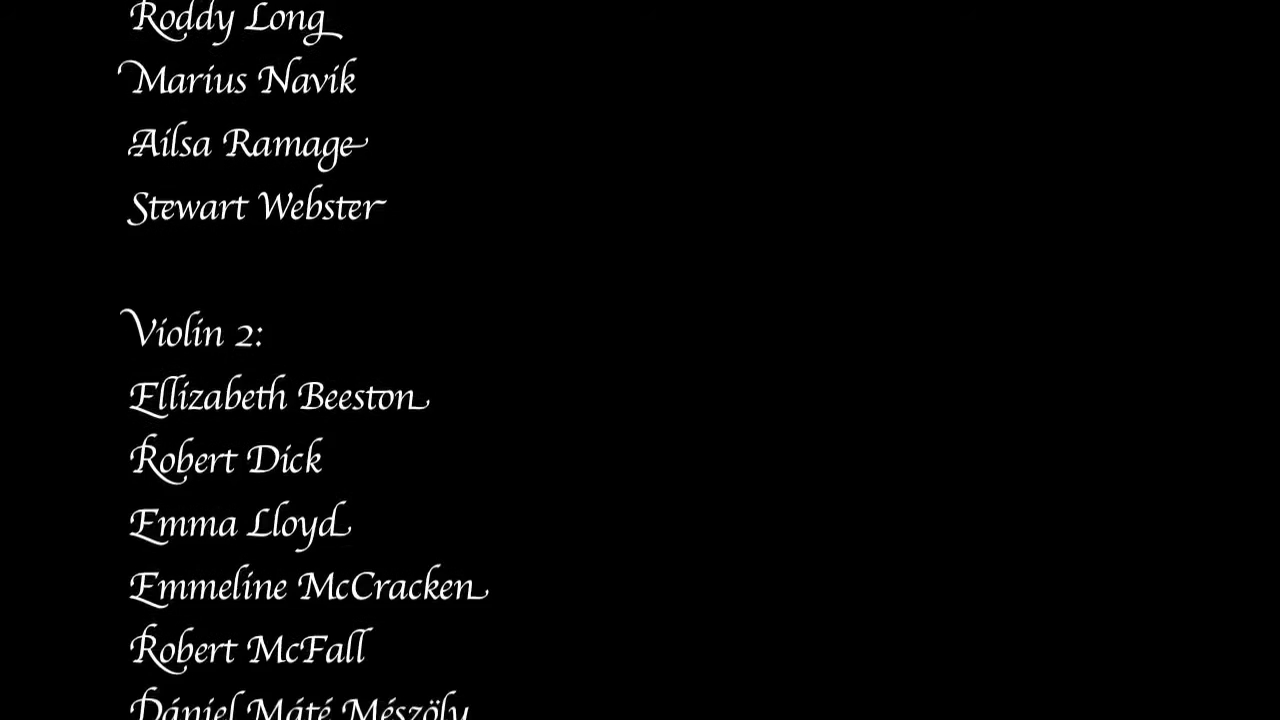 Roddy Long
Marius Navik
Ailsa Ramage
Stewart Webster
Violin 2:
Ellizabeth Beeston
Robert Dick
Emma Lloyd
Emmeline McCracken
Robert McFall
Dániel Máté Mészöly